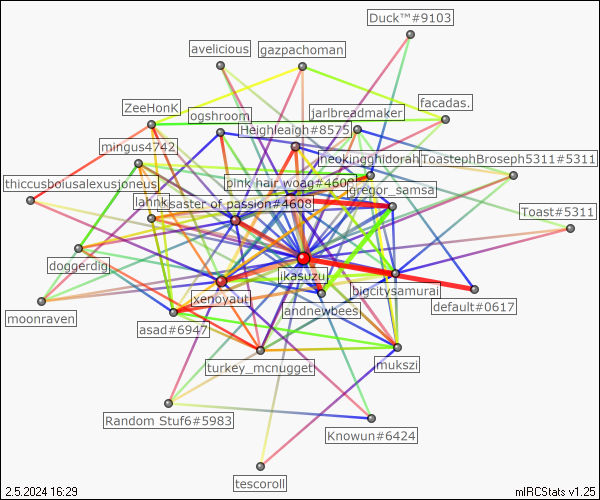 Duck™#9103
avelicious
gazpachoman
ZeeHonK
ogshroom
jarlbreadmaker
facadas.
Heighleigh#8575
mingus4742
neokingghidorah
ToastephBroseph5311#5311
thiccusboiusalexusjoneus
pink hair woag#4608
gregor_samsa
lahnk
saster of passion#4608
Toast#5311
doggerdig
ikasuzu
xenoyaut
bigcitysamurai
moonraven
andnewbees
default#0617
asad#6947
turkey_mcnugget
mukszi
Random Stuf6#5983
Knowun#6424
tescoroll
2.5.2024 16:29
mIRCStats v1.25